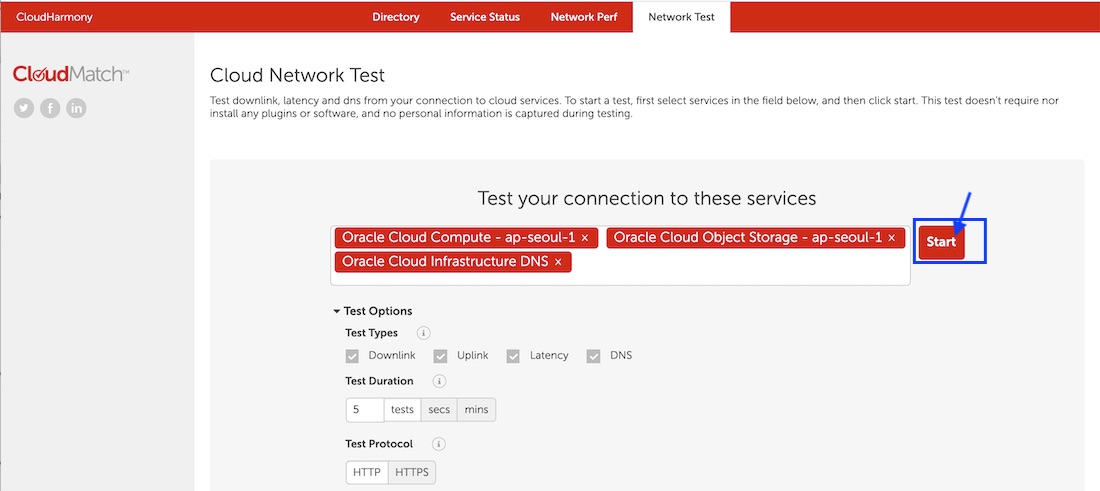 CloudHarmony
Directory
Service Status
Network Perf
Network Test
CloudMatch™
Cloud Network Test
Test downlink, latency and dns from your connection to cloud services. To start a test, first select services in the field below, and then click start. This test doesn't require nor
install any plugins or software, and no personal information is captured during testing.
Test your connection to these services
Oracle Cloud Compute - ap-seoul-1 ×
Oracle Cloud Object Storage - ap-seoul-1 ×
Oracle Cloud Infrastructure DNS ×
Start
Test Options
Test Types
Downlink
Uplink
Latency
DNS
Test Duration
5
tests
secs
mins
Test Protocol
HTTP
HTTPS